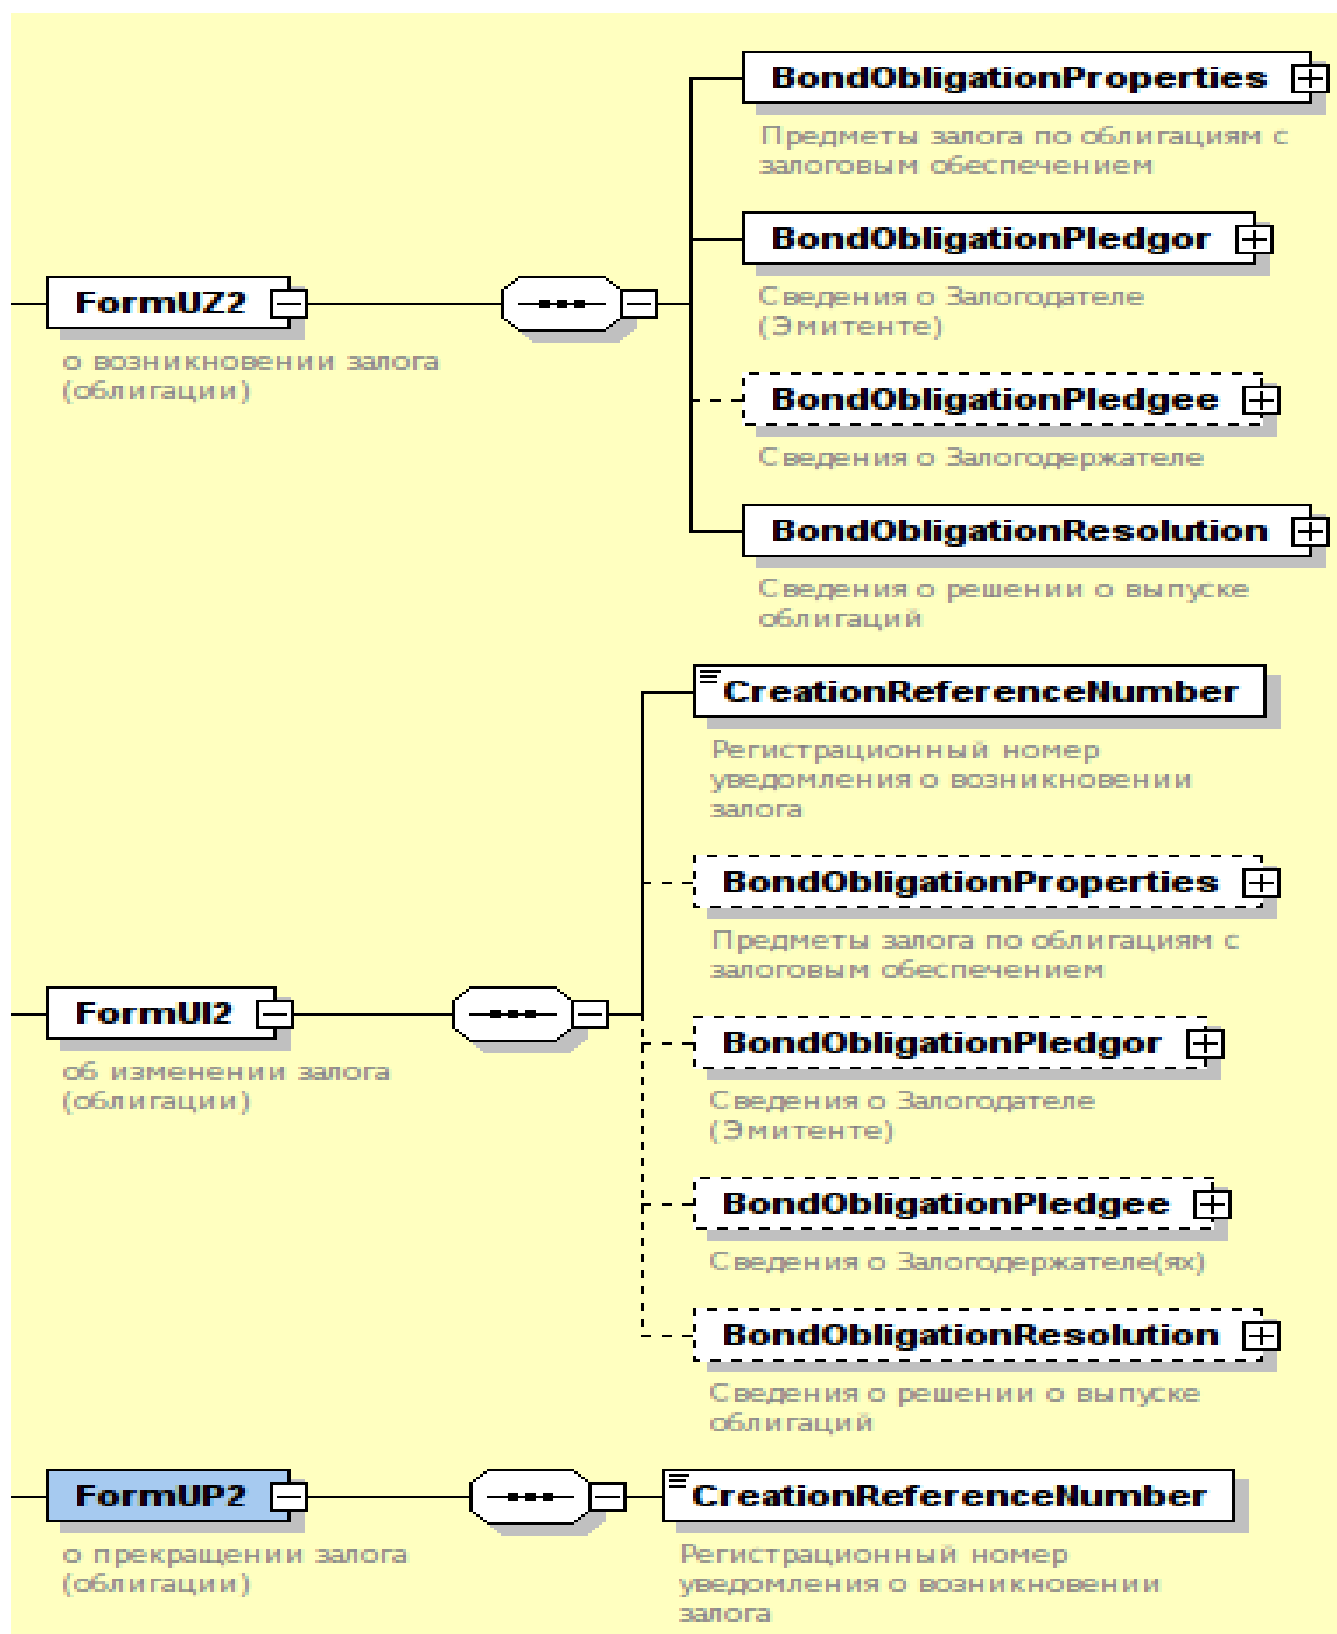 BondObligationProperties
Предметы залога по облигациям с
залоговым обеспечением
BondObligationPledgor
Сведения о Залогодателе
(Эмитенте)
FormUZ2
о возникновении залога
(облигации)
BondObligationPledgee
Сведения о Залогодержателе
BondObligationResolution
Сведения о решении о выпуске
облигаций
CreationReferenceNumber
Регистрационный номер
уведомления о возникновении
залога
BondObligationProperties
Предметы залога по облигациям с
залоговым обеспечением
FormUI2
об изменении залога
(облигации)
BondObligationPledgor
Сведения о Залогодателе
(Эмитенте)
BondObligationPledgee
Сведения о Залогодержателе(ях)
BondObligationResolution
Сведения о решении о выпуске
облигаций
FormUP2
о прекращении залога
(облигации)
CreationReferenceNumber
Регистрационный номер
уведомления о возникновении
залога